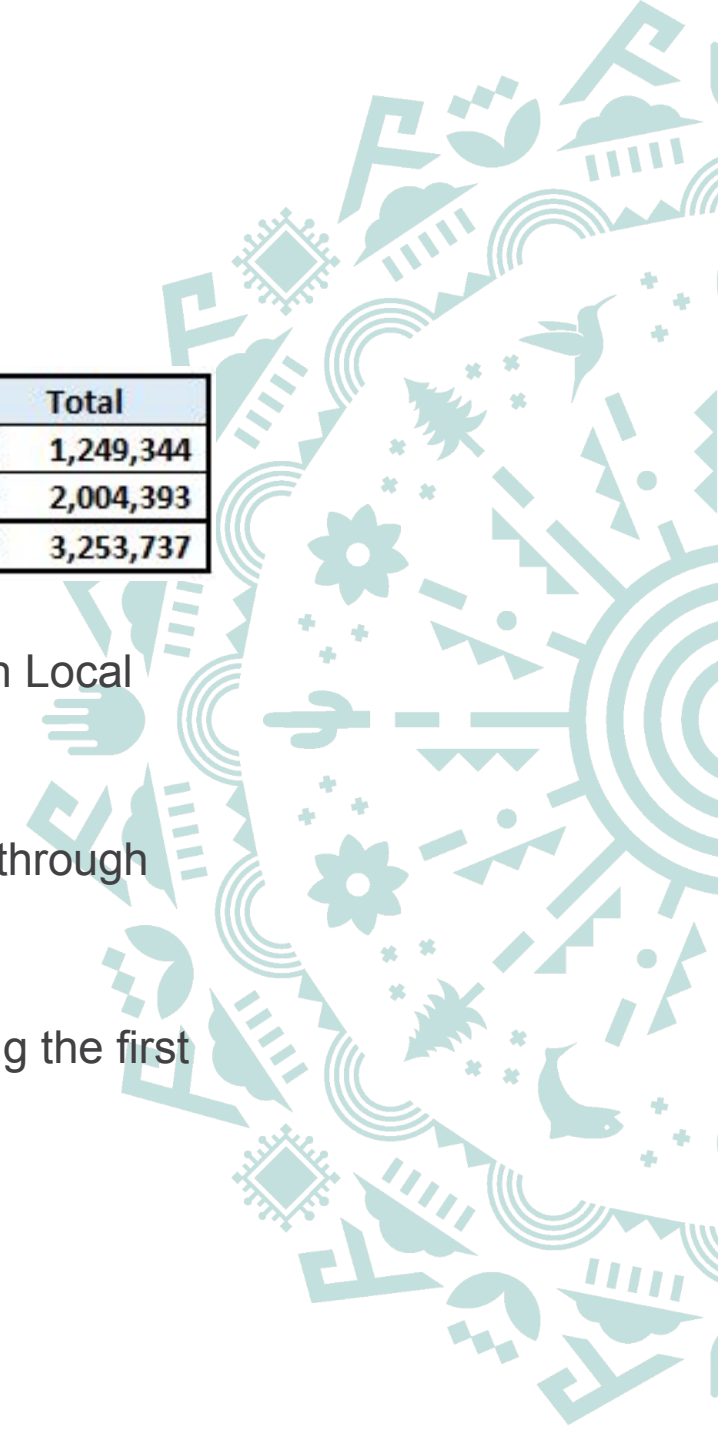 Total
1,249,344
2,004,393
3,253,737
n Local
through
g the first